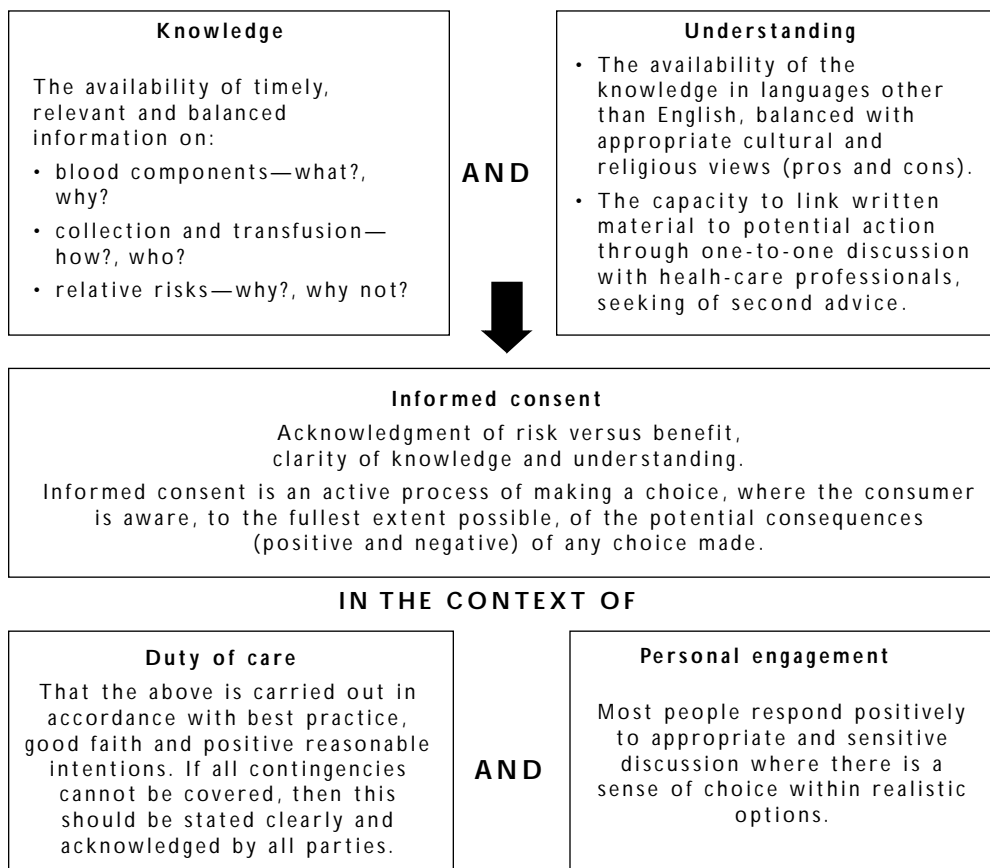 Knowledge
The availability of timely,
relevant and balanced
information on:
• blood components—what?,
why?
• collection and transfusion—
how?, who?
• relative risks—why?, why not?
AND
Understanding
• The availability of the
knowledge in languages other
than English, balanced with
appropriate cultural and
religious views (pros and cons).
• The capacity to link written
material to potential action
through one-to-one discussion
with healh-care professionals,
seeking of second advice.
Informed consent
Acknowledgment of risk versus benefit,
clarity of knowledge and understanding.
Informed consent is an active process of making a choice, where the consumer
is aware, to the fullest extent possible, of the potential consequences
(positive and negative) of any choice made.
IN THE CONTEXT OF
Duty of care
That the above is carried out in
accordance with best practice,
good faith and positive reasonable
intentions. If all contingencies
cannot be covered, then this
should be stated clearly and
acknowledged by all parties.
AND
Personal engagement
Most people respond positively
to appropriate and sensitive
discussion where there is a
sense of choice within realistic
options.